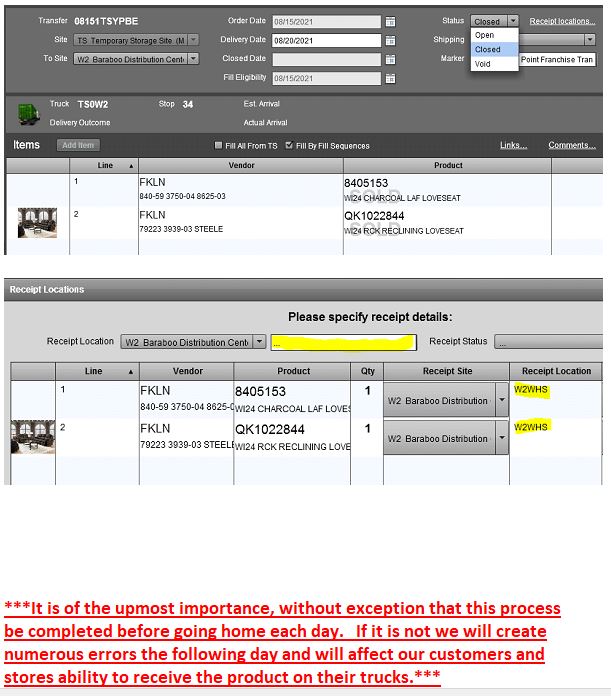 Transfer 08151TSYPBE
Order Date 08/15/2021
Status Closed
Receipt locations...
Site TS Temporary Storage Site (M
Delivery Date 08/20/2021
Open
Shipping
To Site W2 Baraboo Distribution Cent
Closed Date
Closed
Marker Point Franchise Tran
Void
Fill Eligibility 08/15/2021
Truck TS0W2 Stop 34 Est. Arrival
Delivery Outcome Actual Arrival
Items Add Item Fill All From TS Fill By Fill Sequences Links... Comments...
Line Vendor Product
1 FKLN 8405153
840-59 3750-04 8625-03 WI24 CHARCOAL LAF LOVESEAT
SOLD
2 FKLN QK1022844
79223 3939-03 STEELE WI24 RCK RECLINING LOVESEAT
SOLD
Receipt Locations
Please specify receipt details:
Receipt Location W2 Baraboo Distribution Cent ... Receipt Status ...
Line Vendor Product Qty Receipt Site Receipt Location
1 FKLN 8405153 1 W2 Baraboo Distribution W2WHS
840-59 3750-04 8625-0 WI24 CHARCOAL LAF LOVES
2 FKLN QK1022844 1 W2 Baraboo Distribution W2WHS
79223 3939-03 STEELE WI24 RCK RECLINING LOVE
***It is of the upmost importance, without exception that this process
be completed before going home each day. If it is not we will create
numerous errors the following day and will affect our customers and
stores ability to receive the product on their trucks.***